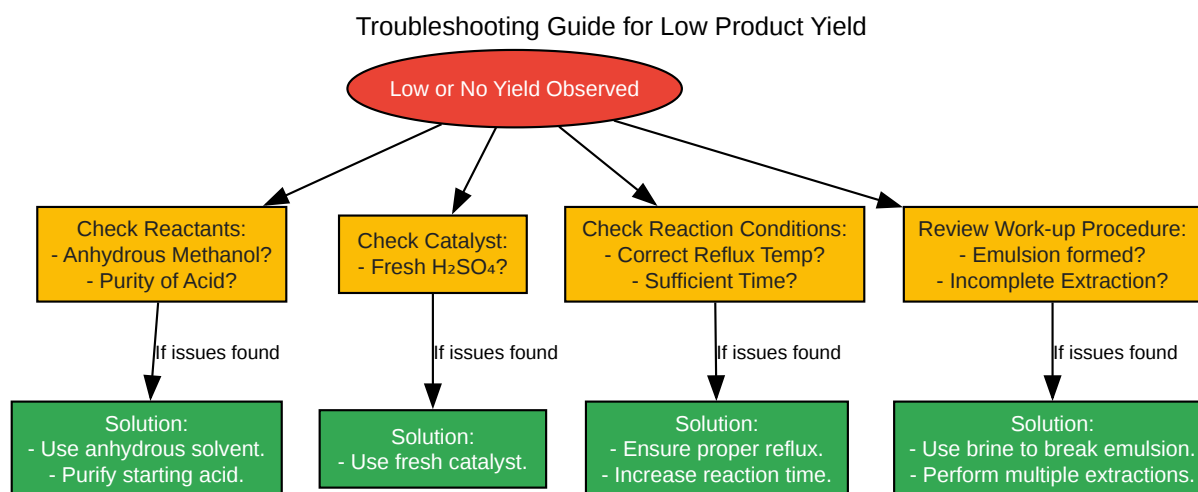 Troubleshooting Guide for Low Product Yield
Low or No Yield Observed
Check Reactants:
- Anhydrous Methanol?
- Purity of Acid?
Check Catalyst:
- Fresh H₂SO₄?
Check Reaction Conditions:
- Correct Reflux Temp?
- Sufficient Time?
Review Work-up Procedure:
- Emulsion formed?
- Incomplete Extraction?
If issues found
If issues found
If issues found
If issues found
Solution:
- Use anhydrous solvent.
- Purify starting acid.
Solution:
- Use fresh catalyst.
Solution:
- Ensure proper reflux.
- Increase reaction time.
Solution:
- Use brine to break emulsion.
- Perform multiple extractions.